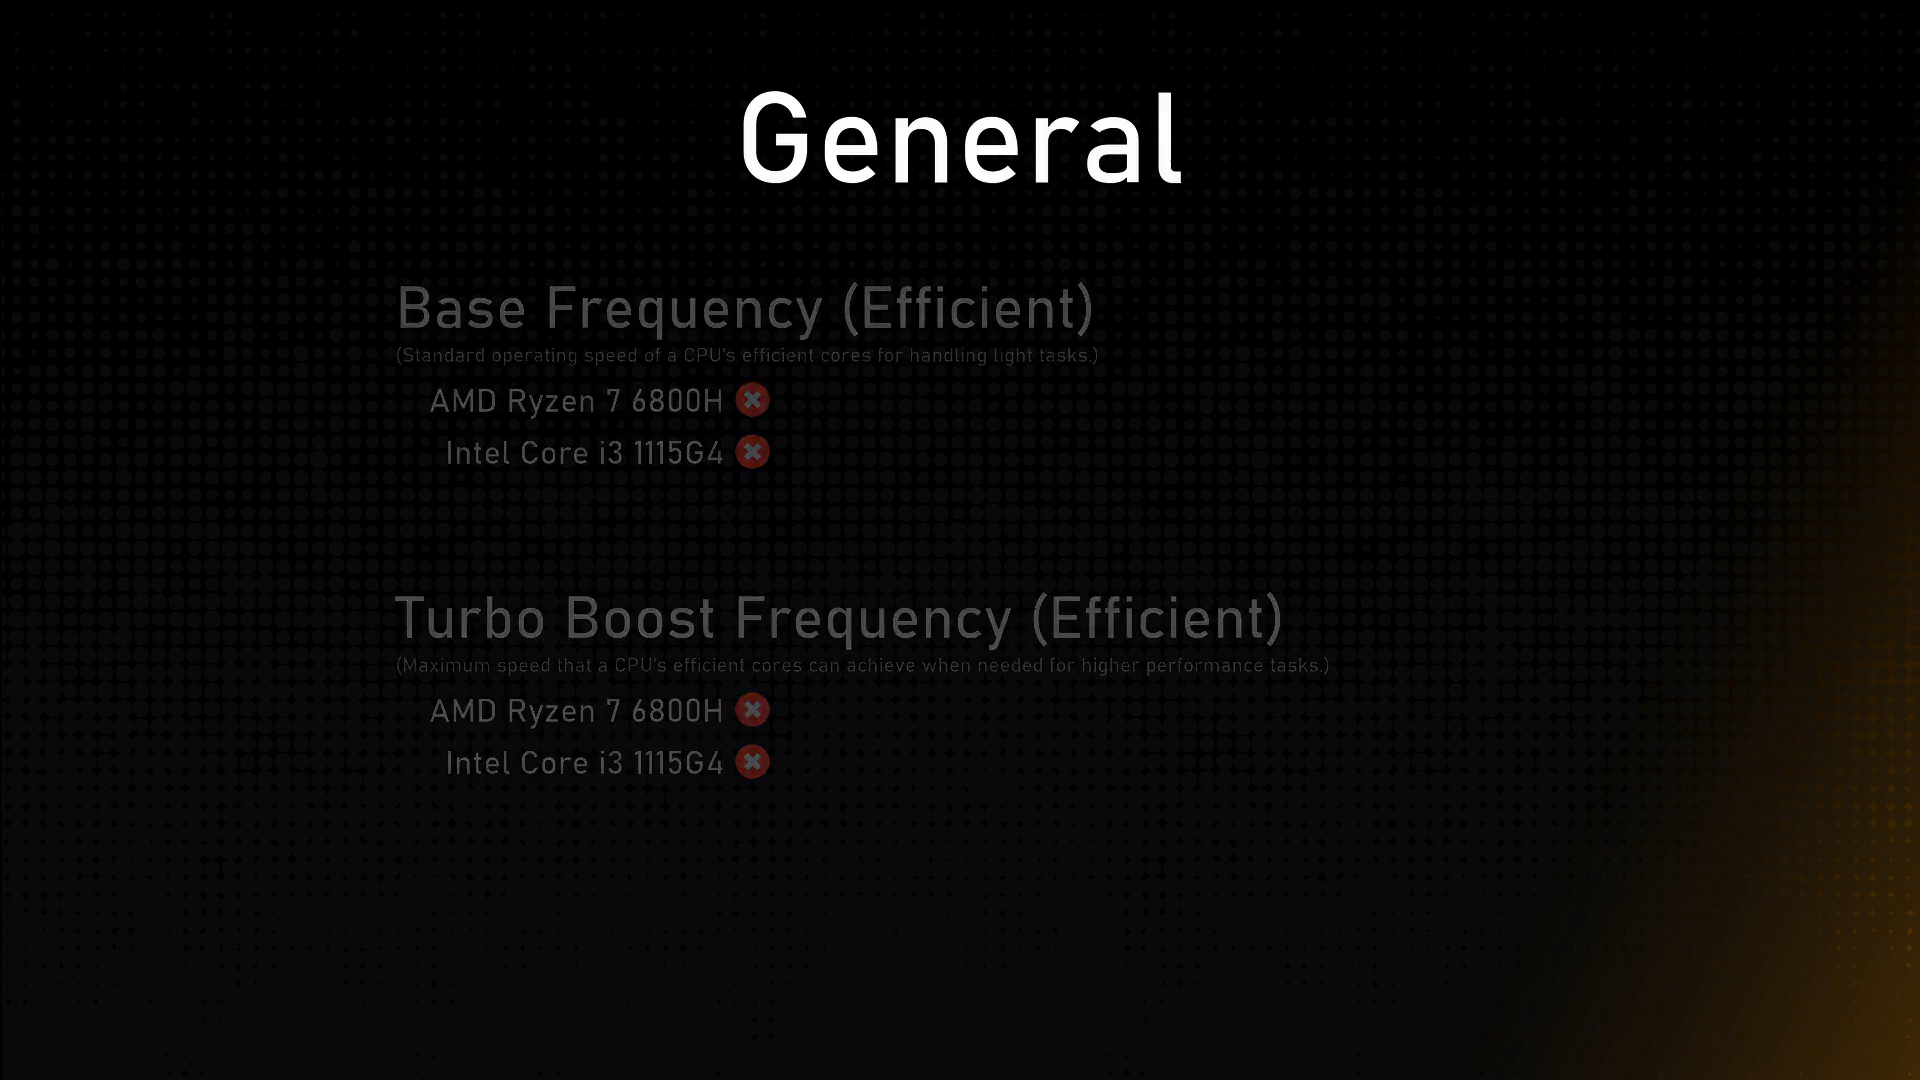 General
Base Frequency (Efficient)
(Standard operating speed of a CPU's efficient cores for handling light tasks.)
AMD Ryzen 7 6800H
Intel Core i3 1115G4
Turbo Boost Frequency (Efficient)
(Maximum speed that a CPU's efficient cores can achieve when needed for higher performance tasks.)
AMD Ryzen 7 6800H
Intel Core i3 1115G4